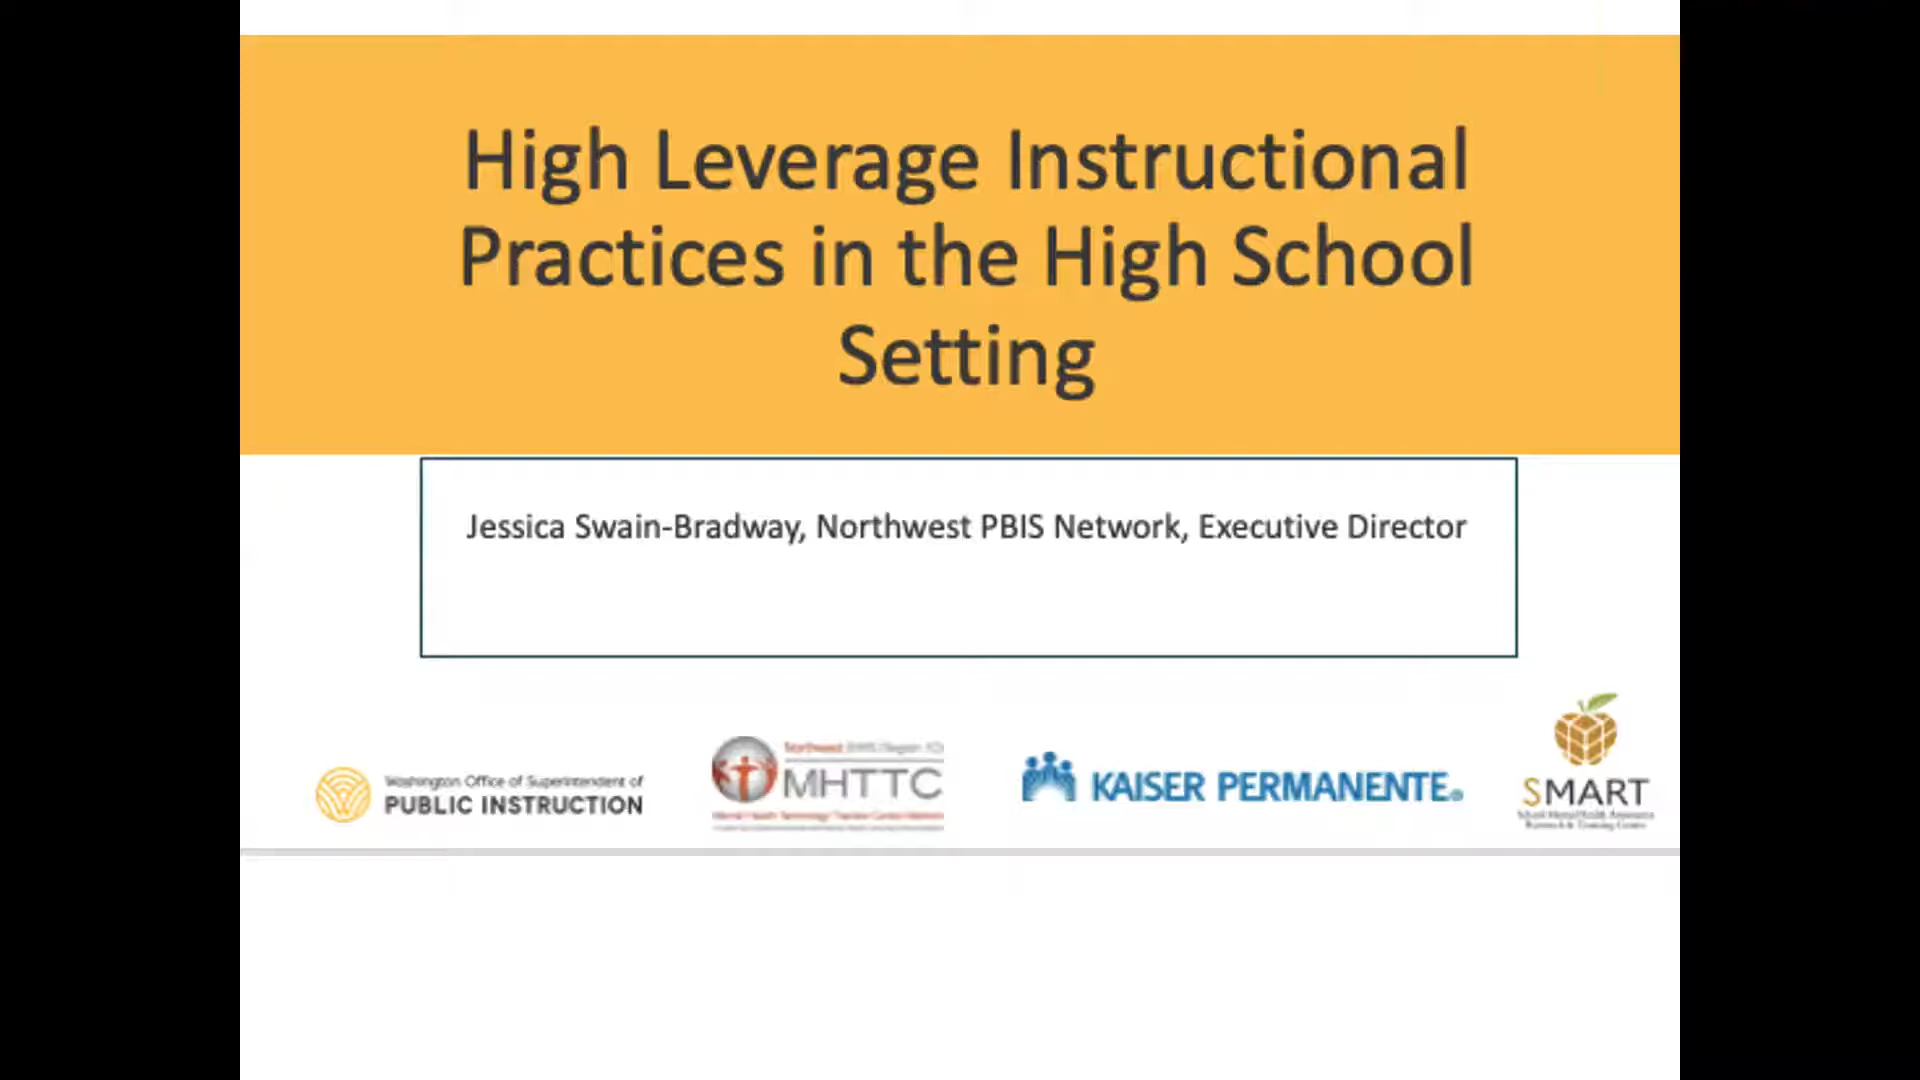 High Leverage Instructional
Practices in the High School
Setting
Jessica Swain-Bradway, Northwest PBIS Network, Executive Director
Washington Office of Superintendent of
PUBLIC INSTRUCTION
Northwest
MHTTC
KAISER PERMANENTE®
SMART